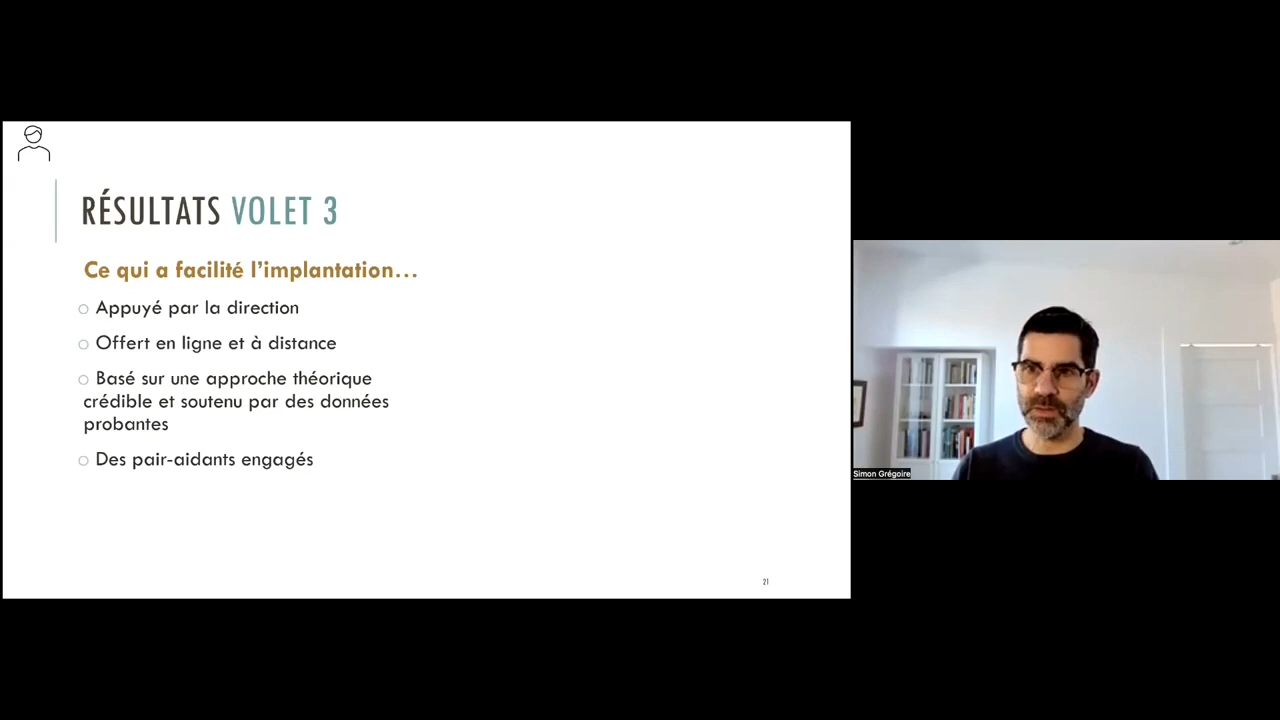 RÉSULTATS VOLET 3
Ce qui a facilité l'implantation...
Appuyé par la direction
Offert en ligne et à distance
Basé sur une approche théorique
crédible et soutenu par des données
probantes
Des pair-aidants engagés
21
Simon Grégoire